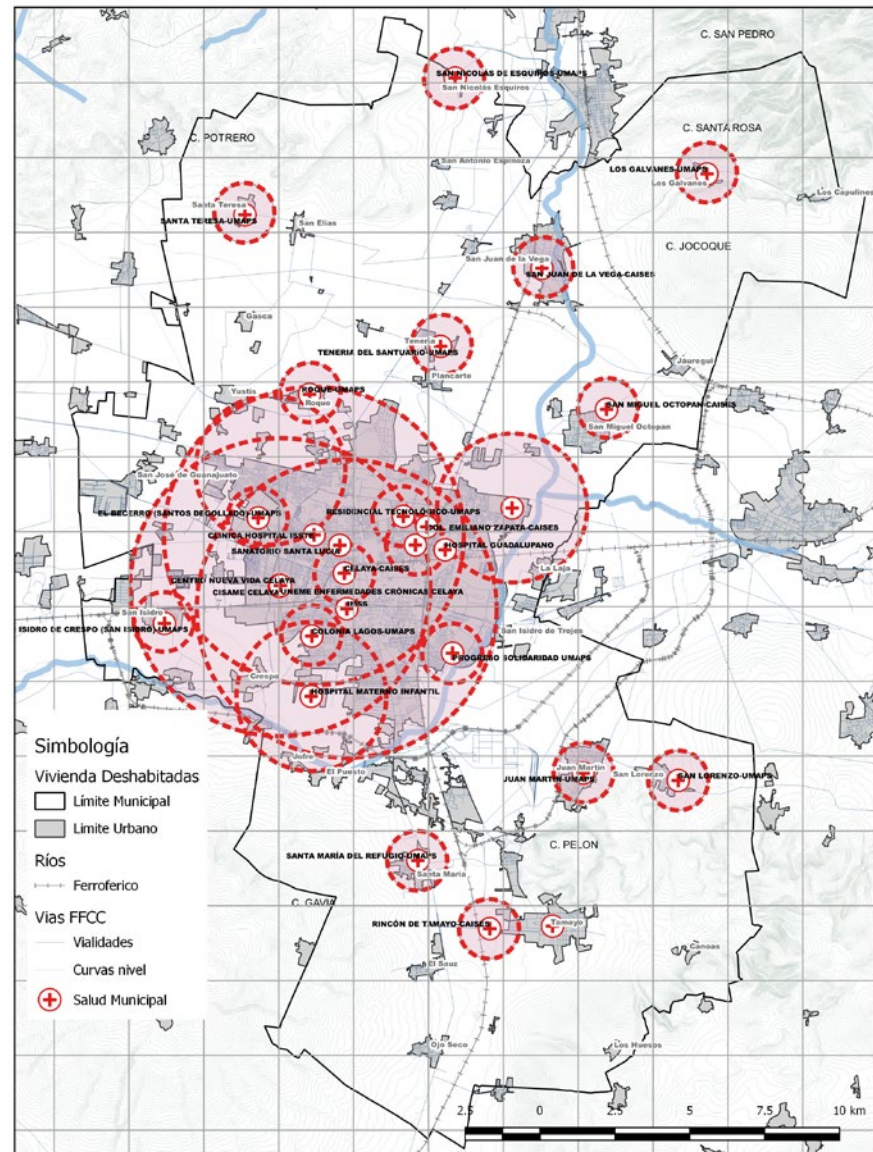 C. SAN PEDRO
SAN NICOLÁS DE ESQUIROS-UMAPS
San Nicolás Esquiros
C. POTRERO
C. SANTA ROSA
San Antonio Espinoza
LOS GALVANES-UMAPS
Los Galvanes
Los Capulines
Santa Teresa
SANTA TERESA-UMAPS
San Elías
C. JOCOQUE
San Juan de la Vega
SAN JUAN DE LA VEGA-CAISES
Gasca
Tenería
TENERIA DEL SANTUARIO-UMAPS
Plancarte
Jauregui
Yustis
ROQUE-UMAPS
Roque
SAN MIGUEL OCTOPAN-CAISES
San Miguel Octopan
San José de Guanajuato
EL BECERRO (SANTOS DEGOLLADO)-UMAPS
RESIDENCIAL TECNOLÓGICO-UMAPS
COL. EMILIANO ZAPATA-CAISES
CLINICA HOSPITAL ISSTE
SANATORIO SANTA LUCIA
HOSPITAL GUADALUPANO
La Laja
CELAYA-CAISES
CENTRO NUEVA VIDA CELAYA
CISAME CELAYA
UNEME ENFERMEDADES CRÓNICAS CELAYA
San Isidro
ISIDRO DE CRESPO (SAN ISIDRO)-UMAPS
COLONIA LAGOS-UMAPS
San Isidro de Trojes
PROGRESO SOLIDARIDAD UMAPS
Crespo
HOSPITAL MATERNO INFANTIL
Jofre
El Puesto
Juan Martín
JUAN MARTIN-UMAPS
San Lorenzo
SAN LORENZO-UMAPS
SANTA MARÍA DEL REFUGIO-UMAPS
Santa María
C. PELON
C. GAVIA
RINCÓN DE TAMAYO-CAISES
Tamayo
El Sauz
Canoas
Ojo Seco
Los Huesos
Simbología
Vivienda Deshabitadas
Límite Municipal
Limite Urbano
Ríos
Ferroferico
Vias FFCC
Vialidades
Curvas nivel
Salud Municipal
2.5 0 2.5 5 7.5 10 km